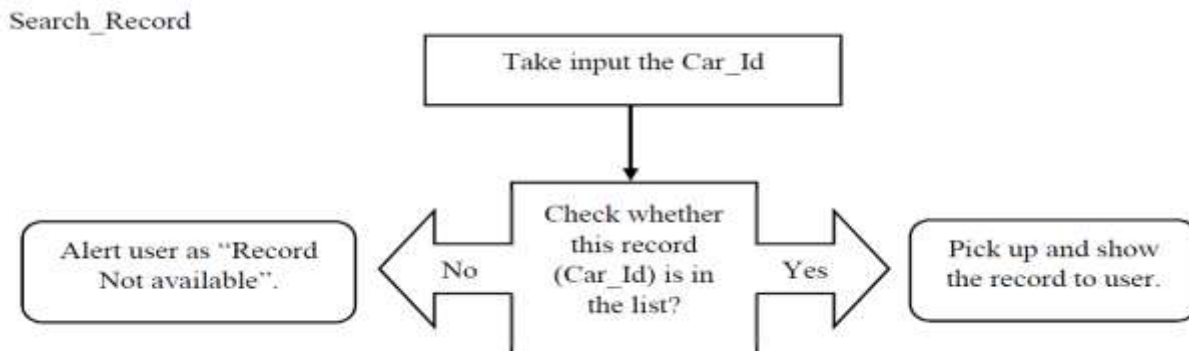 Search_Record
Take input the Car_Id
Check whether
this record
(Car_Id) is in
the list?
No
Yes
Alert user as “Record
Not available”.
Pick up and show
the record to user.